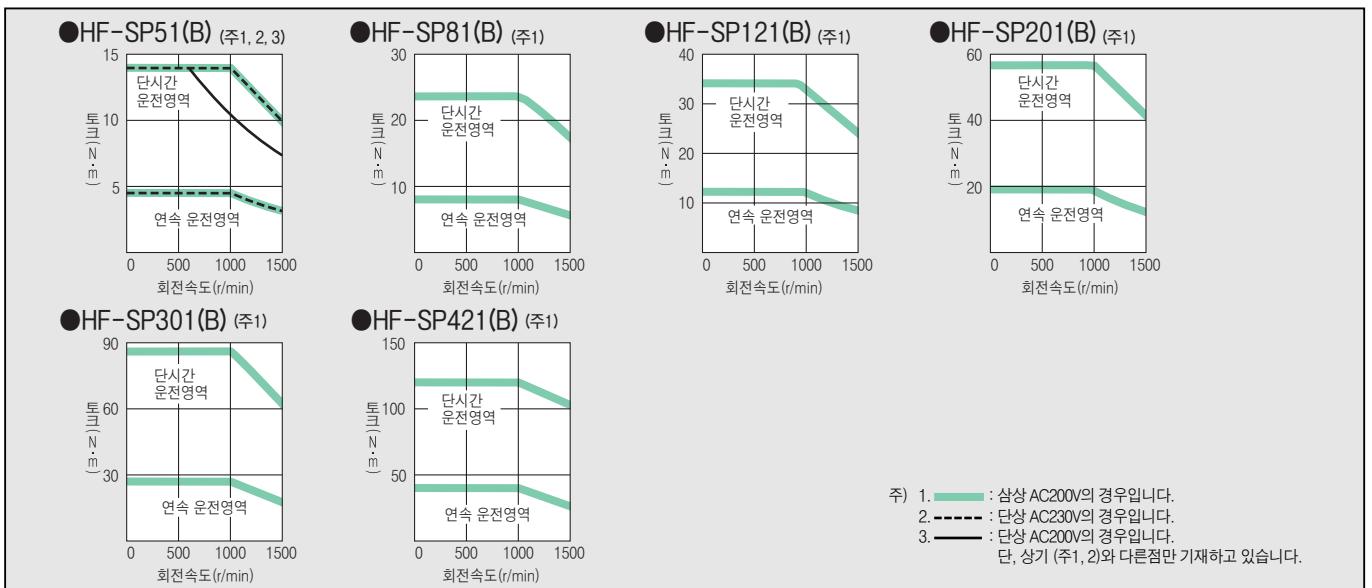 ●HF-SP51(B) (주1, 2, 3)
15
10
5
토크(N·m)
단시간
운전영역
연속 운전영역
0 500 1000 1500
회전속도(r/min)
●HF-SP81(B) (주1)
30
20
10
토크(N·m)
단시간
운전영역
연속 운전영역
0 500 1000 1500
회전속도(r/min)
●HF-SP121(B) (주1)
40
30
20
10
토크(N·m)
단시간
운전영역
연속 운전영역
0 500 1000 1500
회전속도(r/min)
●HF-SP201(B) (주1)
60
40
20
토크(N·m)
단시간
운전영역
연속 운전영역
0 500 1000 1500
회전속도(r/min)
●HF-SP301(B) (주1)
90
60
30
토크(N·m)
단시간
운전영역
연속 운전영역
0 500 1000 1500
회전속도(r/min)
●HF-SP421(B) (주1)
150
100
50
토크(N·m)
단시간
운전영역
연속 운전영역
0 500 1000 1500
회전속도(r/min)
주) 1. : 삼상 AC200V의 경우입니다.
2. : 단상 AC230V의 경우입니다.
3. : 단상 AC200V의 경우입니다.
단, 상기 (주1, 2)와 다른점만 기재하고 있습니다.